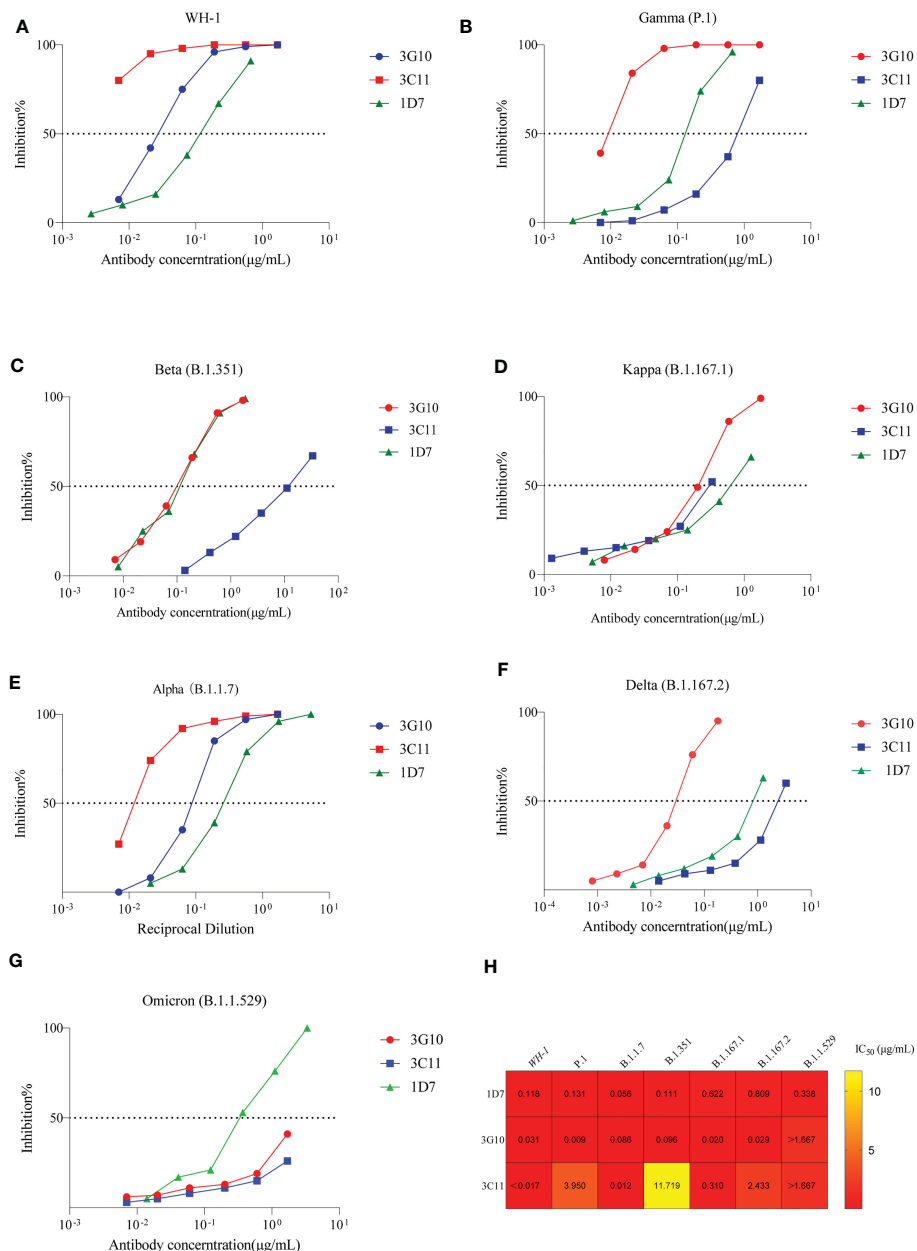 A
WH-1
Inhibition%
100
50
0
10-3
10-2
10-1
100
101
Antibody concerntration(μg/mL)
3G10
3C11
1D7
B
Gamma (P.1)
Inhibition%
100
50
0
10-3
10-2
10-1
100
101
Antibody concerntration(μg/mL)
3G10
3C11
1D7
C
Beta (B.1.351)
Inhibition%
100
50
0
10-3
10-2
10-1
100
101
102
Antibody concerntration(μg/mL)
3G10
3C11
1D7
D
Kappa (B.1.167.1)
Inhibition%
100
50
0
10-3
10-2
10-1
100
101
Antibody concerntration(μg/mL)
3G10
3C11
1D7
E
Alpha (B.1.1.7)
Inhibition%
100
50
10-3
10-2
10-1
100
101
Reciprocal Dilution
3G10
3C11
1D7
F
Delta (B.1.167.2)
Inhibition%
100
50
10-4
10-3
10-2
10-1
100
101
Antibody concerntration(μg/mL)
3G10
3C11
1D7
G
Omicron (B.1.1.529)
Inhibition%
100
50
10-3
10-2
10-1
100
101
Antibody concerntration(μg/mL)
3G10
3C11
1D7
H
WH-1 P.1 B.1.1.7 B.1.351 B.1.167.1 B.1.167.2 B.1.1.529
IC50 (μg/mL)
1D7 0.118 0.131 0.056 0.111 0.622 0.809 0.338
3G10 0.031 0.009 0.086 0.096 0.020 0.029 >1.667
3C11 <0.017 3.950 0.012 11.719 0.310 2.433 >1.667
10
5